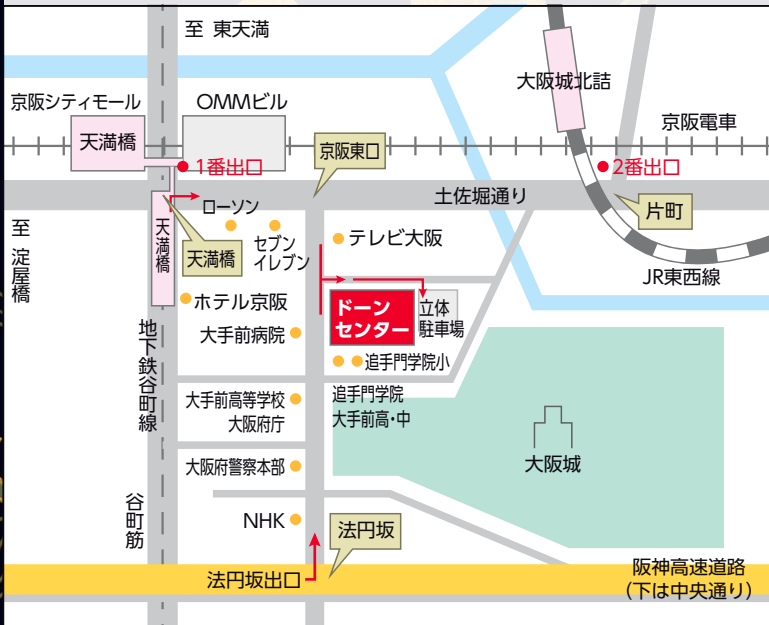 至 東天満
大阪城北詰
京阪シティモール
OMMビル
京阪電車
天満橋
京阪東口
1番出口
2番出口
土佐堀通り
ローソン
片町
至 淀屋橋
天満橋
天満橋
セブン
イレブン
テレビ大阪
JR東西線
ホテル京阪
ドーン
センター
立体
駐車場
地下鉄谷町線
大手前病院
追手門学院小
大手前高等学校
大阪府庁
追手門学院
大手前高・中
大阪城
大阪府警察本部
谷町筋
NHK
法円坂
法円坂出口
阪神高速道路
(下は中央通り)